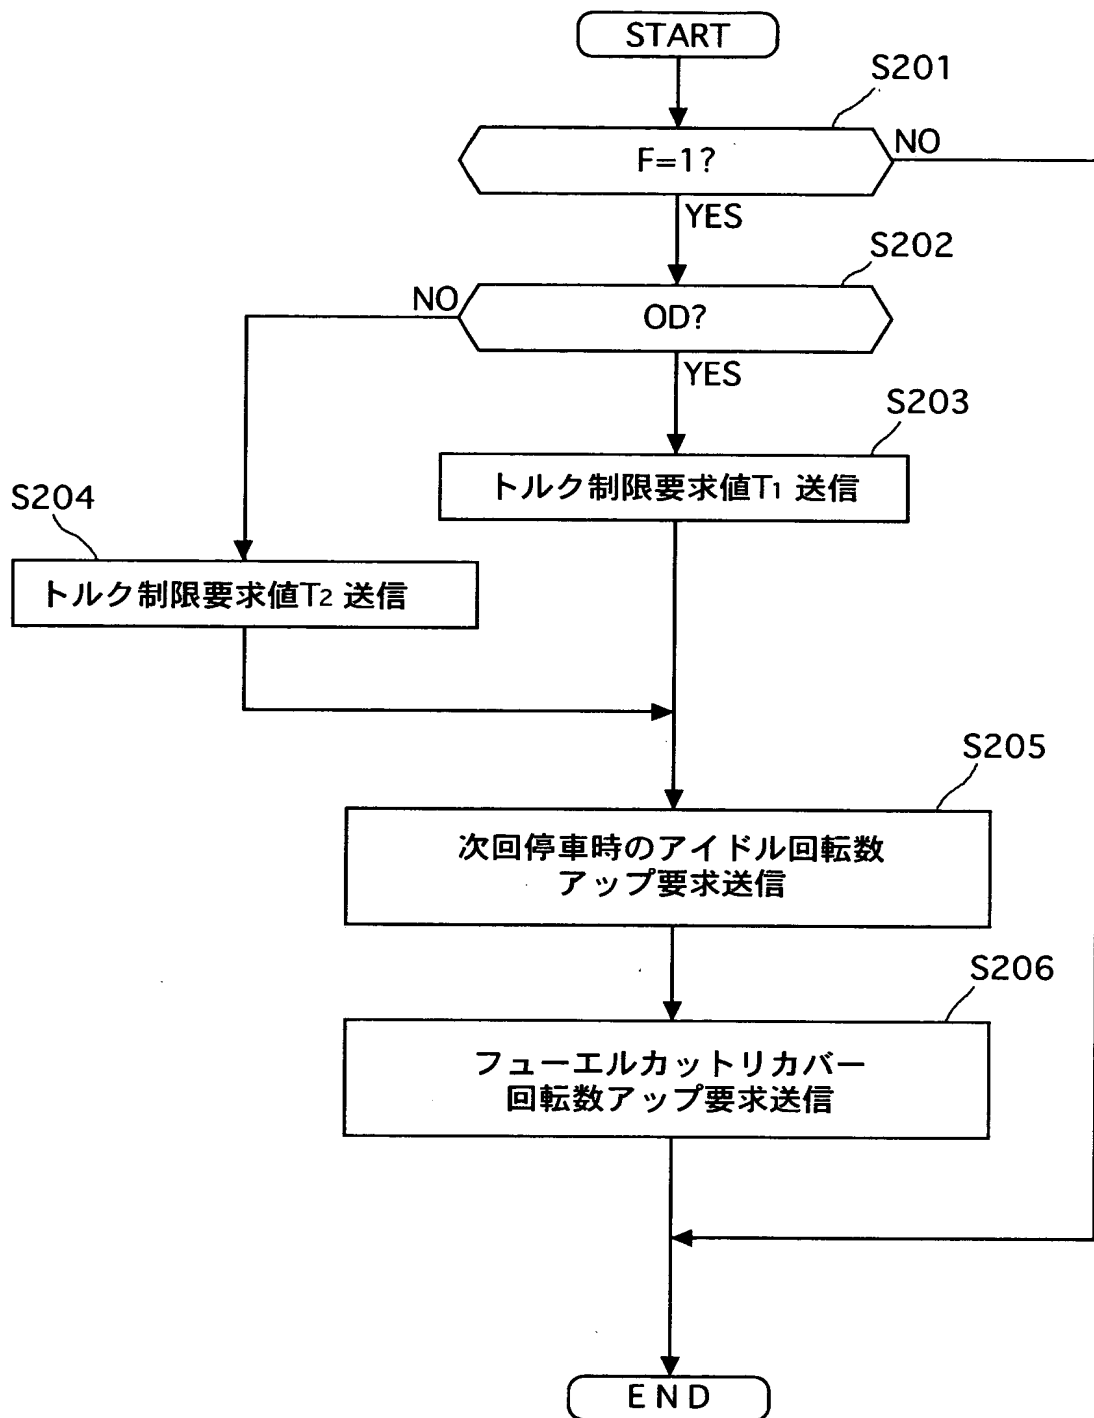 START
S201
F=1?
NO
YES
S202
NO
OD?
YES
S203
トルク制限要求値T1 送信
S204
トルク制限要求値T2 送信
S205
次回停車時のアイドル回転数
アップ要求送信
S206
フューエルカットリカバー
回転数アップ要求送信
END